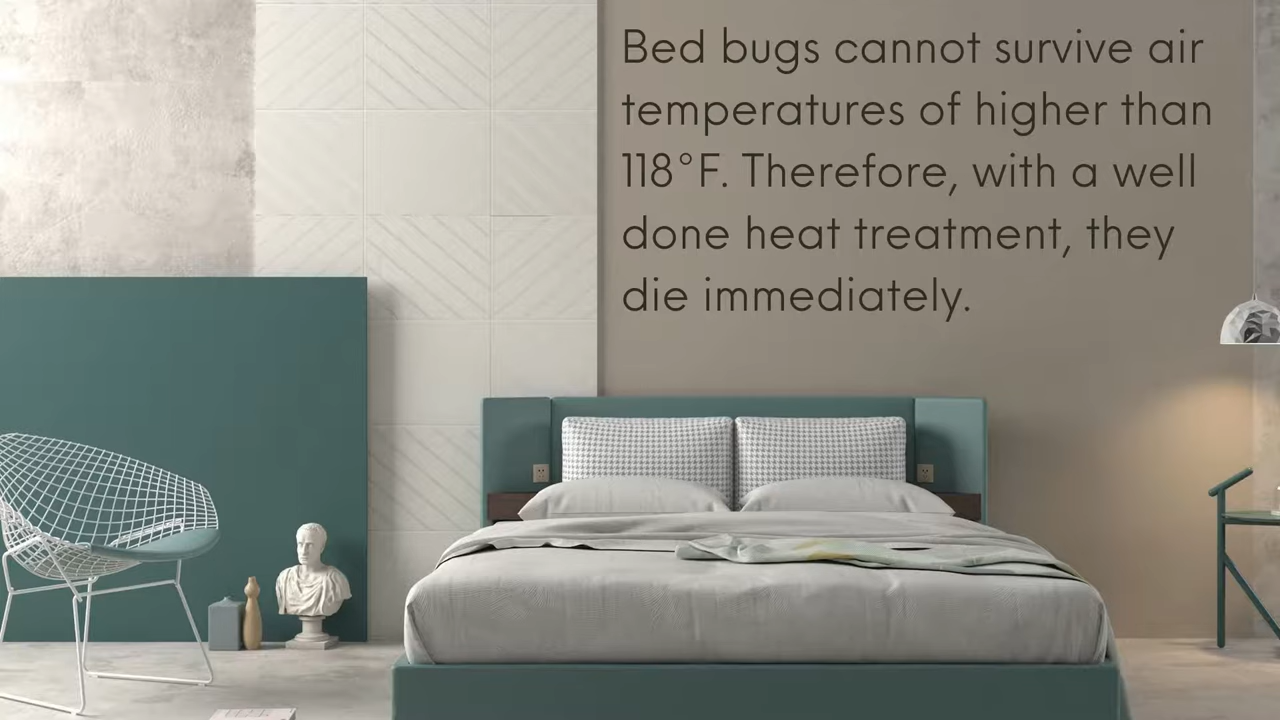 Bed bugs cannot survive air
temperatures of higher than
118°F. Therefore, with a well
done heat treatment, they
die immediately.